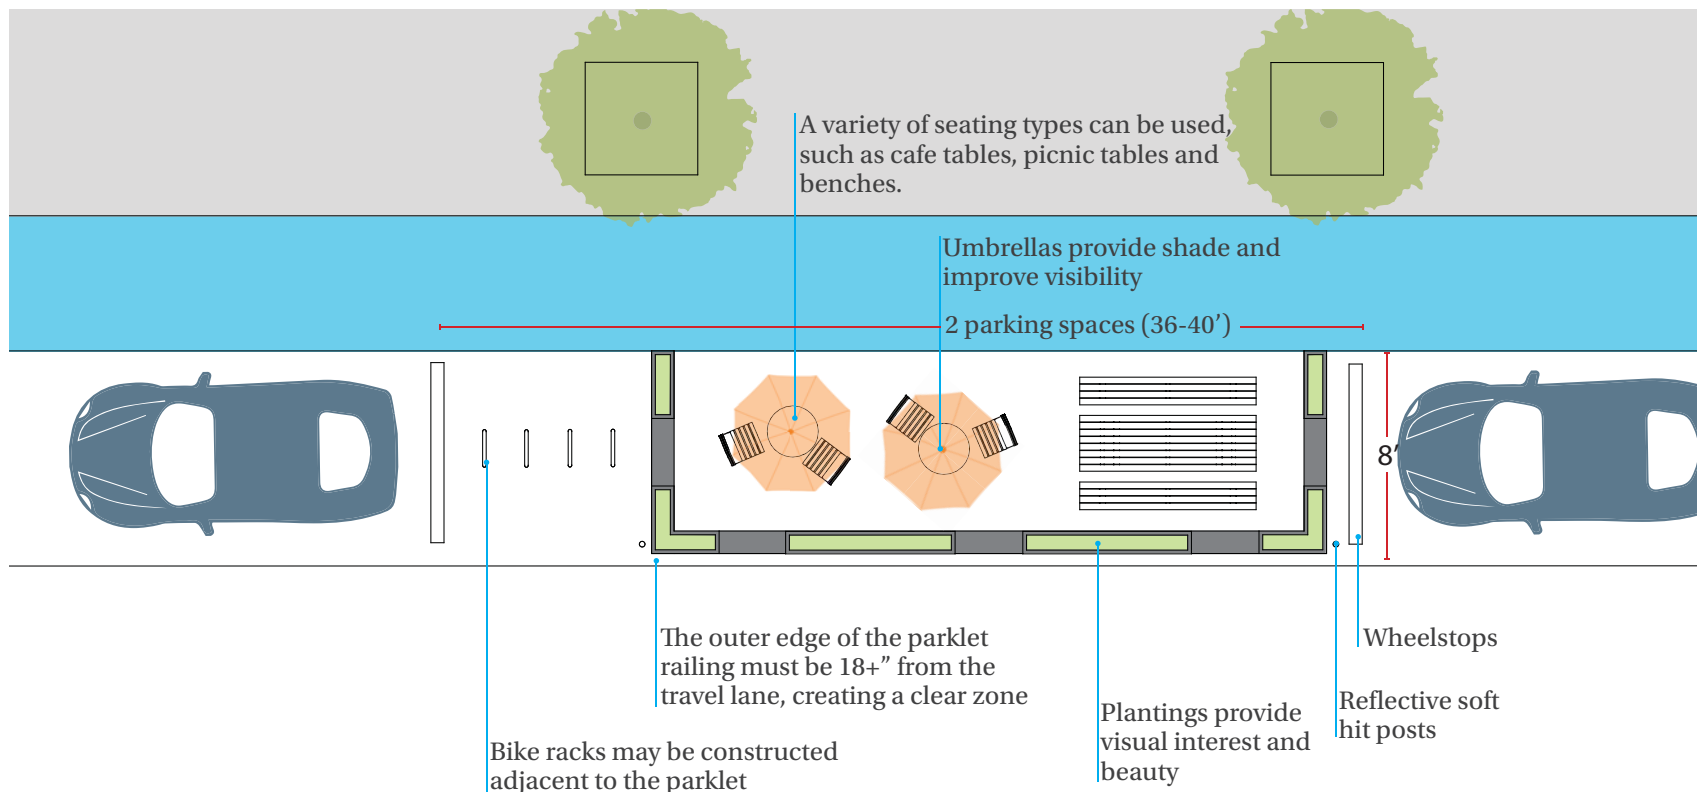 A variety of seating types can be used,
such as cafe tables, picnic tables and
benches.
Umbrellas provide shade and
improve visibility
2 parking spaces (36-40’)
8’
The outer edge of the parklet
railing must be 18+” from the
travel lane, creating a clear zone
Wheelstops
Reflective soft
hit posts
Plantings provide
visual interest and
beauty
Bike racks may be constructed
adjacent to the parklet